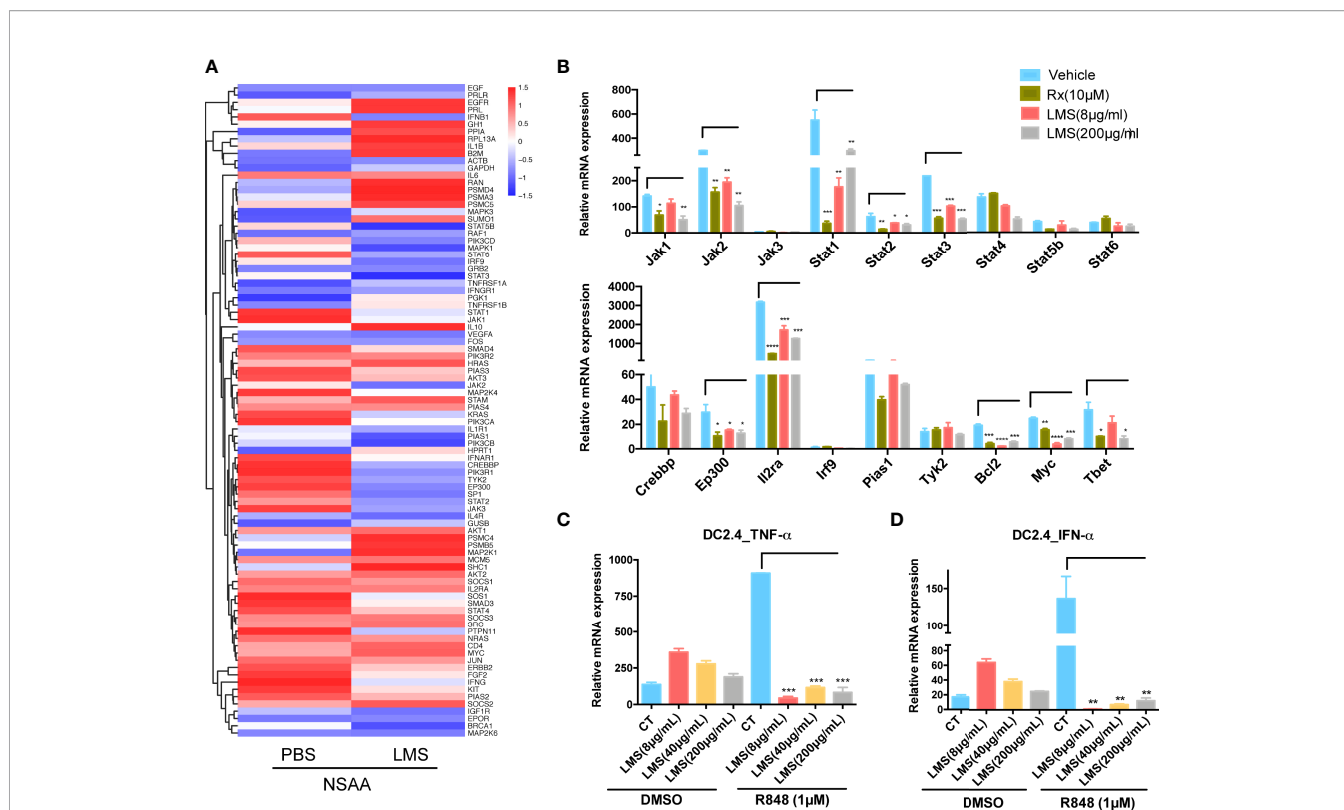 A
EGF
PRLR
EGFR
PRL
IFNB1
GH1
PPIA
RPL13A
IL1B
B2M
ACTB
GAPDH
IL6
RAN
PSMD4
PSMA3
PSMC5
MAPK3
SUMO1
STAT5B
RAF1
PIK3CD
MAPK1
STAT6
IRF9
GRB2
STAT3
TNFRSF1A
IFNGR1
PGK1
TNFRSF1B
STAT1
JAK1
IL10
VEGFA
FOS
SMAD4
PIK3R2
HRAS
PIAS3
AKT3
JAK2
MAP2K4
STAM
PIAS4
KRAS
PIK3CA
IL1R1
PIAS1
PIK3CB
HPRT1
IFNAR1
CREBBP
PIK3R1
TYK2
EP300
SP1
STAT2
JAK3
IL4R
GUSB
AKT1
PSMC4
PSMB5
MAP2K1
MCM5
SHC1
AKT2
SOCS1
IL2RA
SOS1
SMAD3
STAT4
SOCS3
PTPN11
NRAS
CD4
MYC
JUN
ERBB2
FGF2
IFNG
KIT
PIAS2
SOCS2
IGF1R
EPOR
BRCA1
MAP2K6
1.5
1
0.5
0
−0.5
−1
−1.5
PBS LMS
NSAA
B
Vehicle
Rx(10μM)
LMS(8μg/ml)
LMS(200μg/ml
Relative mRNA expression
800
600
400
200
100
0
* ** ** ** ** *** ** ** ** * * *** *** ***
Jak1 Jak2 Jak3 Stat1 Stat2 Stat3 Stat4 Stat5b Stat6
Relative mRNA expression
4000
3000
2000
1000
0
60
40
20
0
* * * **** *** *** *** **** *** ** **** *** * *
Crebbp Ep300 Il2ra Irf9 Pias1 Tyk2 Bcl2 Myc Tbet
C
DC2.4_TNF-α
Relative mRNA expression
1000
750
500
250
0
*** *** ***
CT LMS(8μg/mL) LMS(40μg/mL) LMS(200μg/mL) CT LMS(8μg/mL) LMS(40μg/mL) LMS(200μg/mL)
DMSO R848 (1μM)
D
DC2.4_IFN-α
Relative mRNA expression
150
100
80
60
40
20
0
** ** **
CT LMS(8μg/mL) LMS(40μg/mL) LMS(200μg/mL) CT LMS(8μg/mL) LMS(40μg/mL) LMS(200μg/mL)
DMSO R848 (1μM)